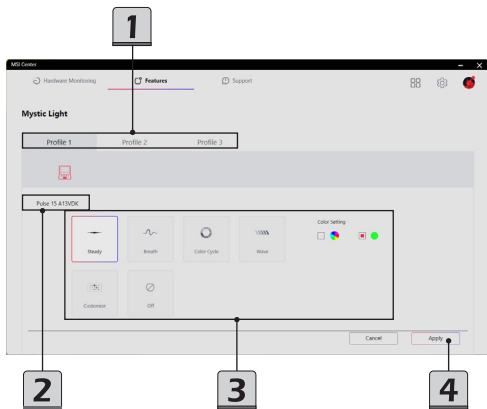 1
MSI Center
Hardware Monitoring Features Support
Mystic Light
Profile 1 Profile 2 Profile 3
Pulse 15 A13VDK
Color Setting
Steady Breath Color Cycle Wave
Customize Off
Cancel Apply
2 3 4